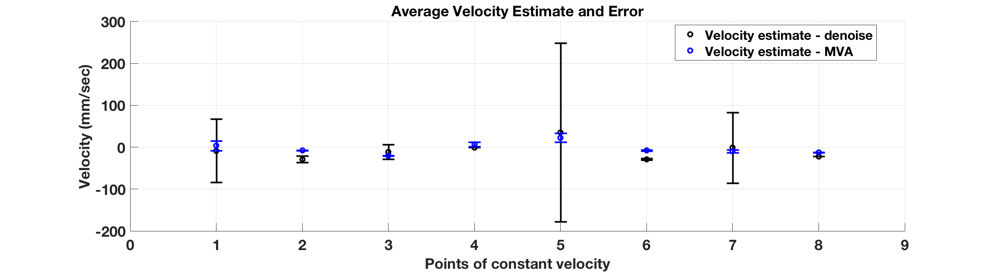 Average Velocity Estimate and Error
300
Velocity estimate - denoise
Velocity estimate - MVA
200
100
0
-100
-200
Velocity (mm/sec)
0 1 2 3 4 5 6 7 8 9
Points of constant velocity